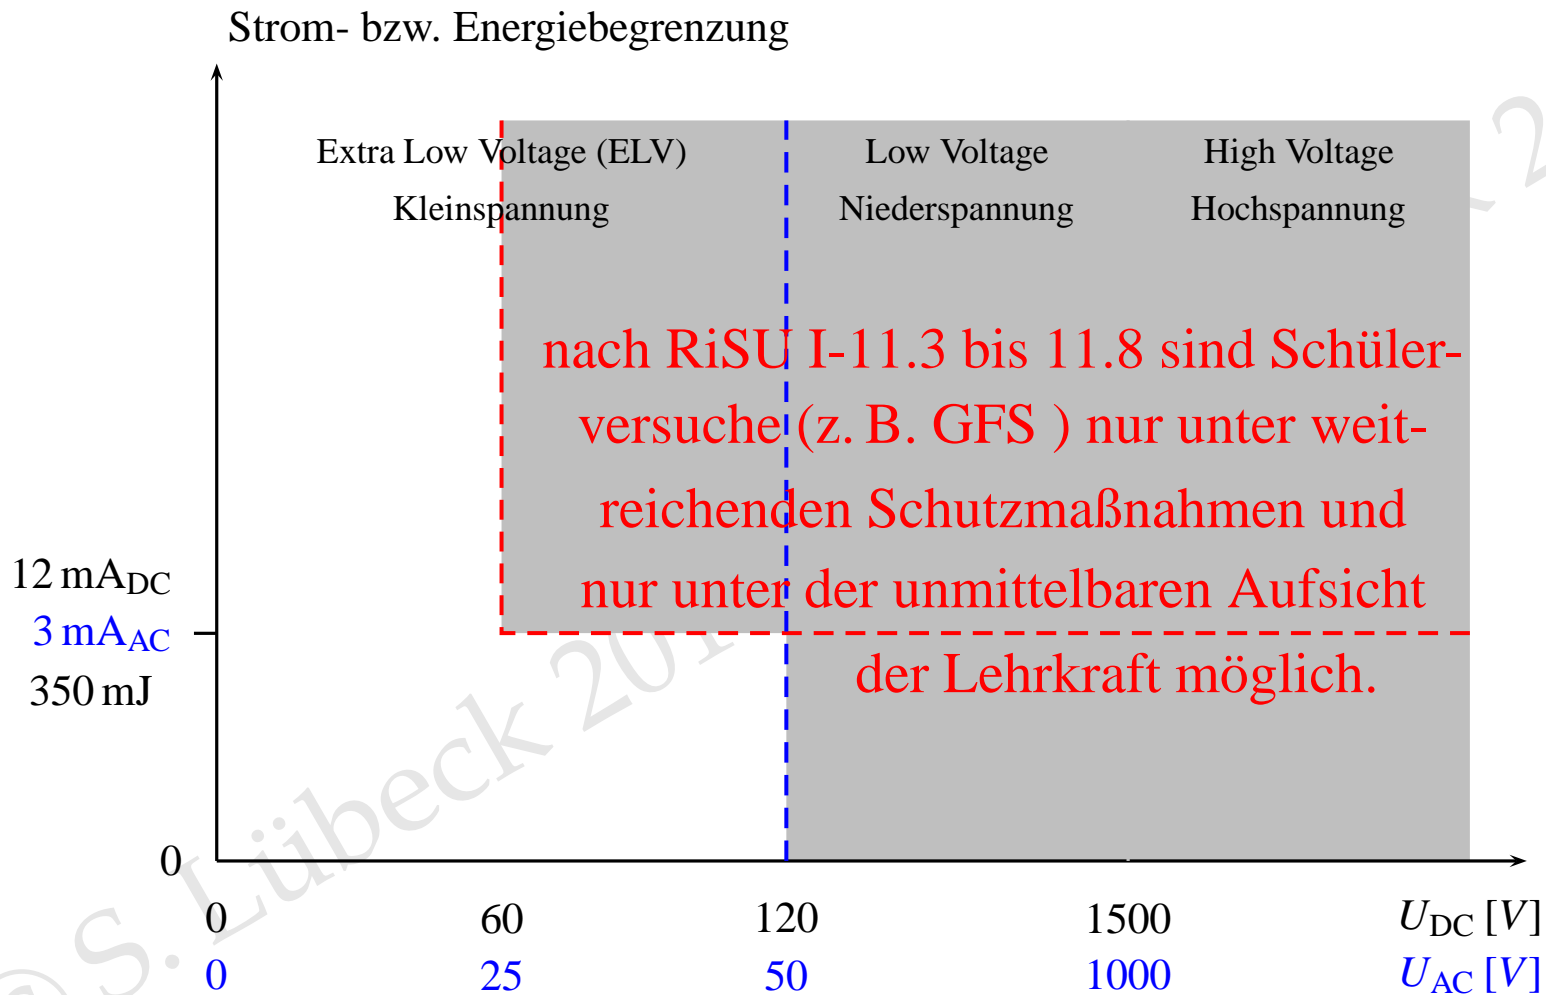 Strom- bzw. Energiebegrenzung
Extra Low Voltage (ELV)
Kleinspannung
Low Voltage
Niederspannung
High Voltage
Hochspannung
nach RiSU I-11.3 bis 11.8 sind Schüler-
versuche (z. B. GFS ) nur unter weit-
reichenden Schutzmaßnahmen und
nur unter der unmittelbaren Aufsicht
der Lehrkraft möglich.
12 mA_DC
3 mA_AC
350 mJ
0
0 60 120 1500 U_DC [V]
0 25 50 1000 U_AC [V]
© S. Lübeck